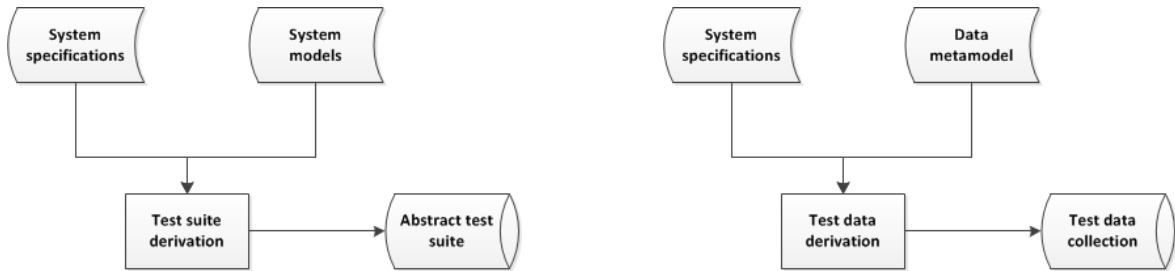 System
specifications
System
models
System
specifications
Data
metamodel
Test suite
derivation
Abstract test
suite
Test data
derivation
Test data
collection